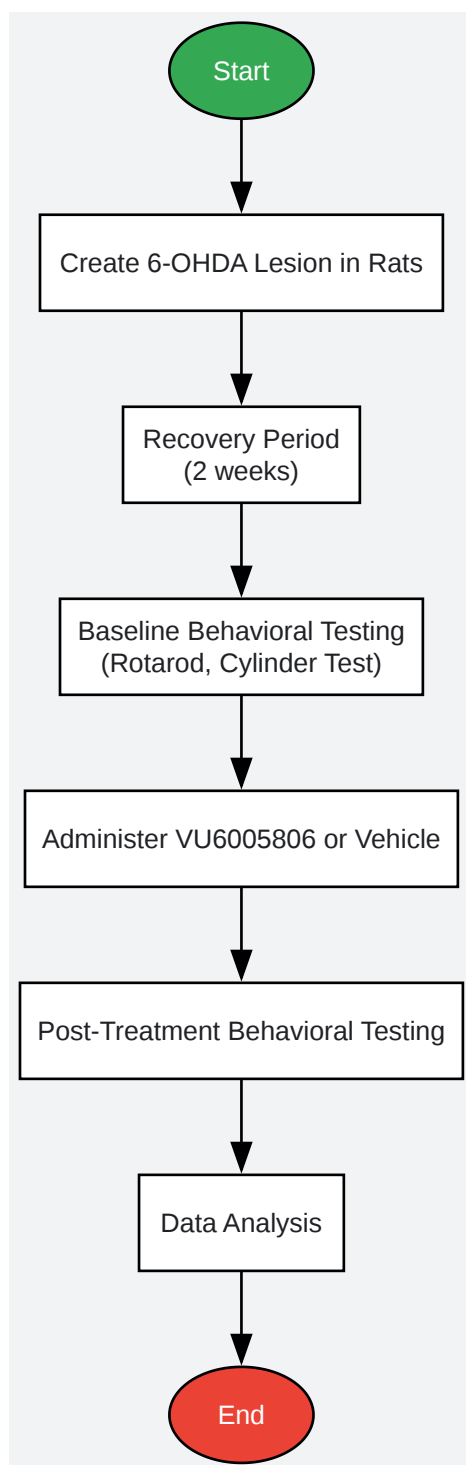 Start
Create 6-OHDA Lesion in Rats
Recovery Period
(2 weeks)
Baseline Behavioral Testing
(Rotarod, Cylinder Test)
Administer VU6005806 or Vehicle
Post-Treatment Behavioral Testing
Data Analysis
End